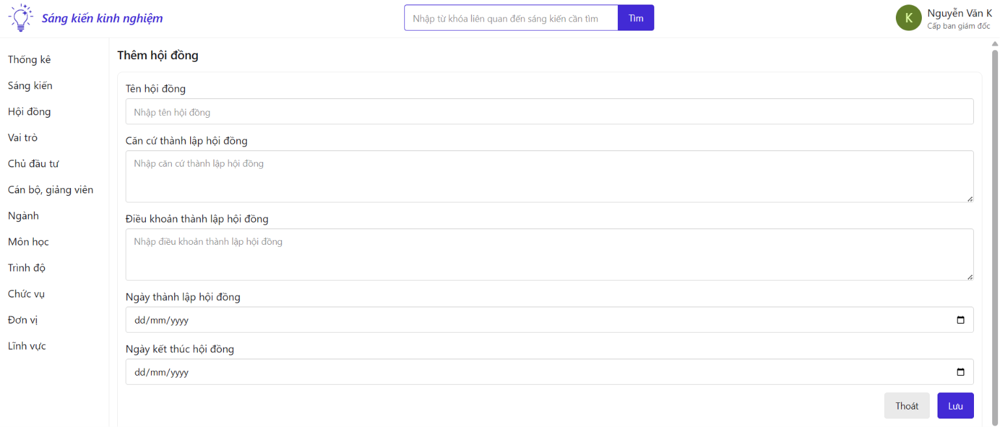 Sáng kiến kinh nghiệm
Nhập từ khóa liên quan đến sáng kiến cần tìm
Tìm
K
Nguyễn Văn K
Cấp ban giám đốc
Thống kê
Sáng kiến
Hội đồng
Vai trò
Chủ đầu tư
Cán bộ, giảng viên
Ngành
Môn học
Trình độ
Chức vụ
Đơn vị
Lĩnh vực
Thêm hội đồng
Tên hội đồng
Nhập tên hội đồng
Căn cứ thành lập hội đồng
Nhập căn cứ thành lập hội đồng
Điều khoản thành lập hội đồng
Nhập điều khoản thành lập hội đồng
Ngày thành lập hội đồng
dd/mm/yyyy
Ngày kết thúc hội đồng
dd/mm/yyyy
Thoát
Lưu